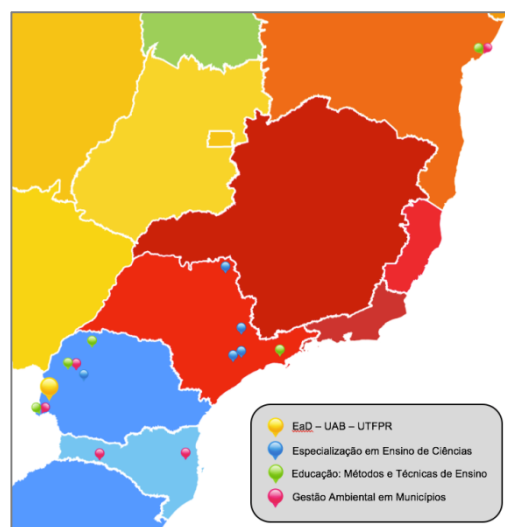 EaD – UAB – UTFPR
Especialização em Ensino de Ciências
Educação: Métodos e Técnicas de Ensino
Gestão Ambiental em Municípios